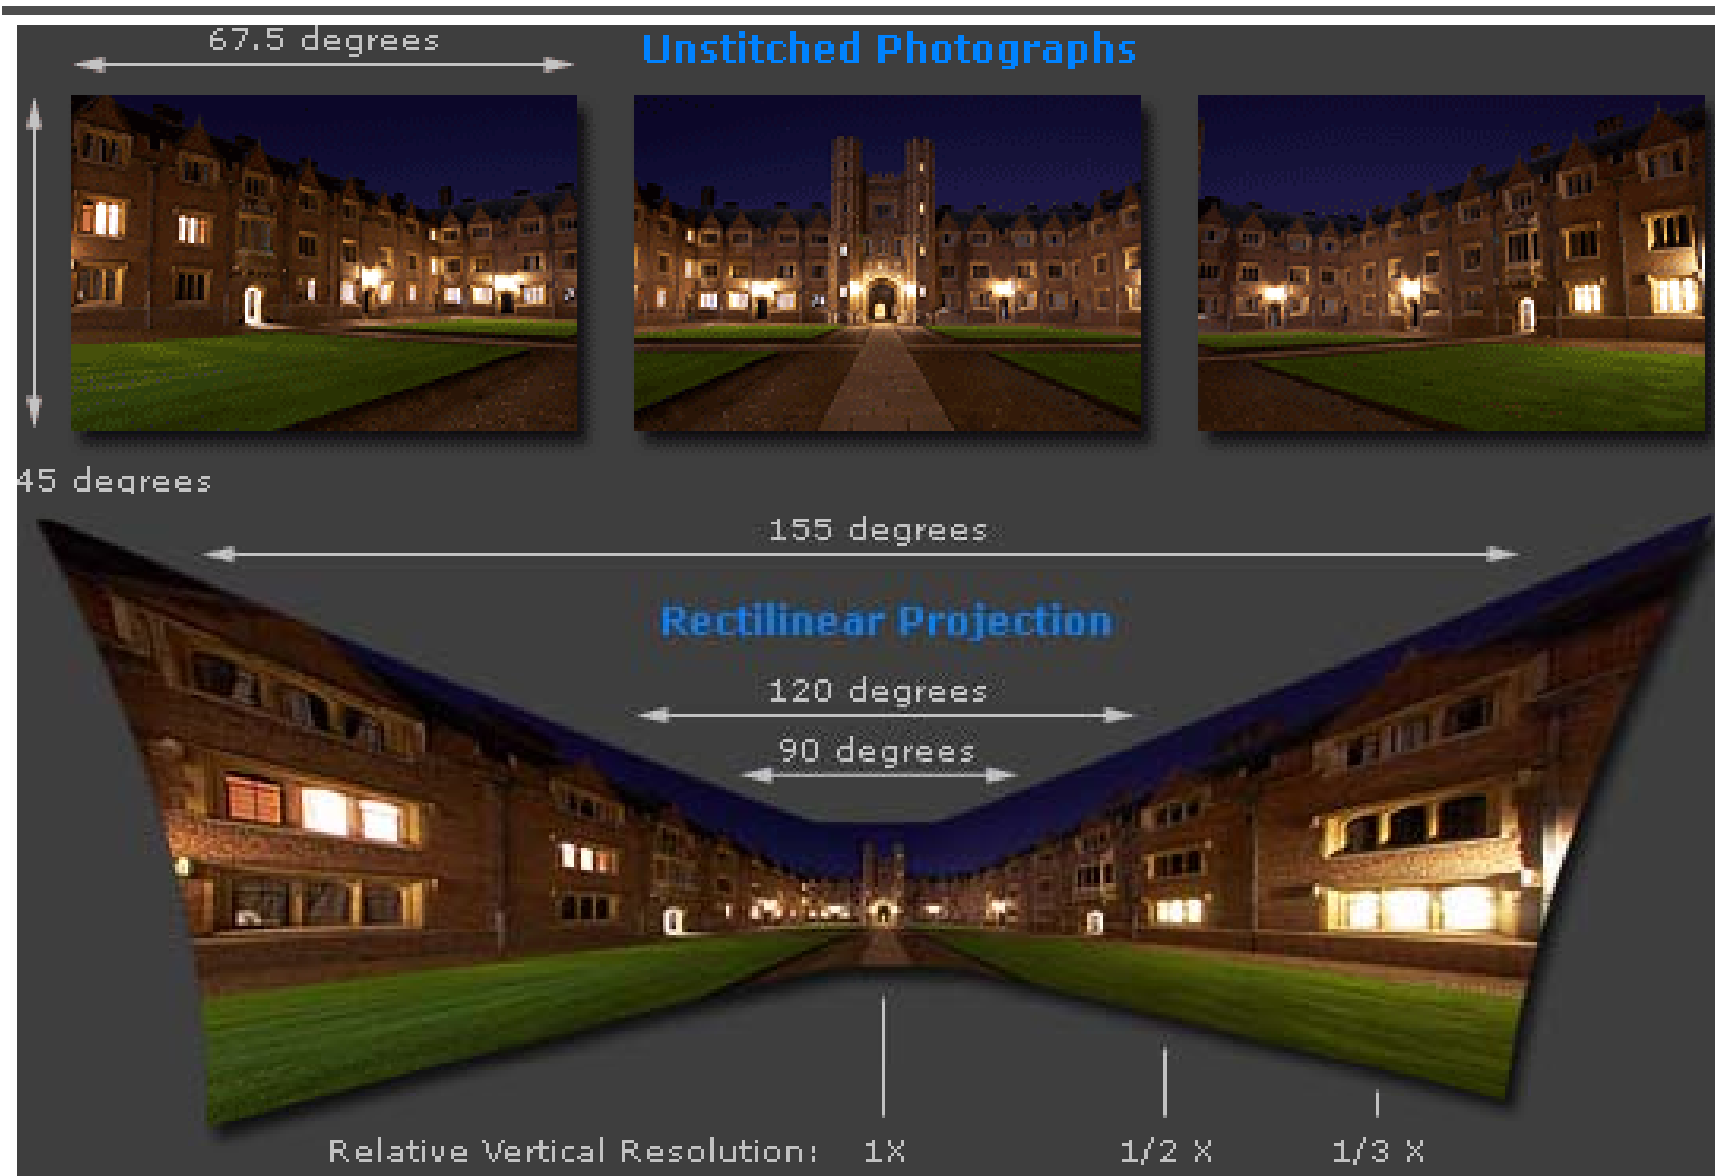 67.5 degrees
Unstitched Photographs
45 degrees
155 degrees
Rectilinear Projection
120 degrees
90 degrees
Relative Vertical Resolution: 1X 1/2 X 1/3 X